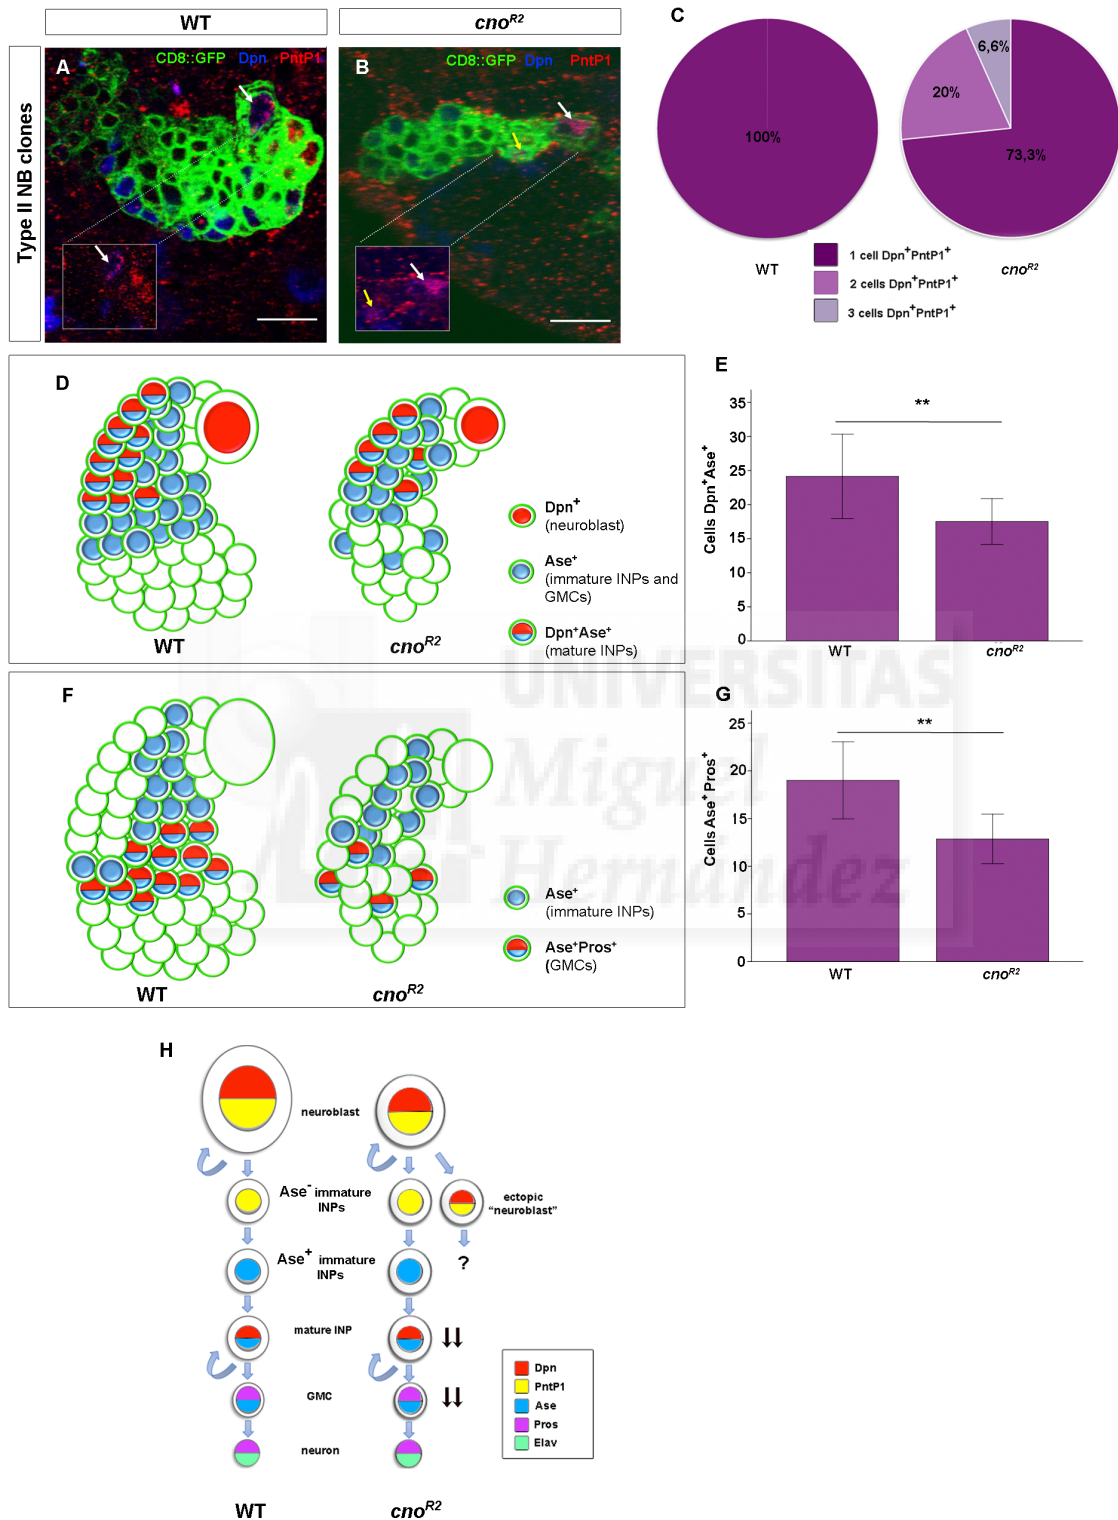 WT
cnoR2
C
Type II NB clones
A
CD8::GFP Dpn PntP1
B
CD8::GFP Dpn PntP1
100%
6,6%
20%
73,3%
WT
cnoR2
1 cell Dpn+PntP1+
2 cells Dpn+PntP1+
3 cells Dpn+PntP1+
D
Dpn+
(neuroblast)
Ase+
(immature INPs and
GMCs)
Dpn+Ase+
(mature INPs)
WT
cnoR2
E
Cells Dpn+Ase+
35
30
25
20
15
10
5
0
**
WT
cnoR2
F
Ase+
(immature INPs)
Ase+Pros+
(GMCs)
WT
cnoR2
G
Cells Ase+ Pros+
25
20
15
10
5
0
**
WT
cnoR2
UNIVERSITAS
Miguel
Hernández
H
neuroblast
Ase- immature
INPs
ectopic
"neuroblast"
Ase+ immature
INPs
?
mature INP
GMC
neuron
Dpn
PntP1
Ase
Pros
Elav
WT
cnoR2